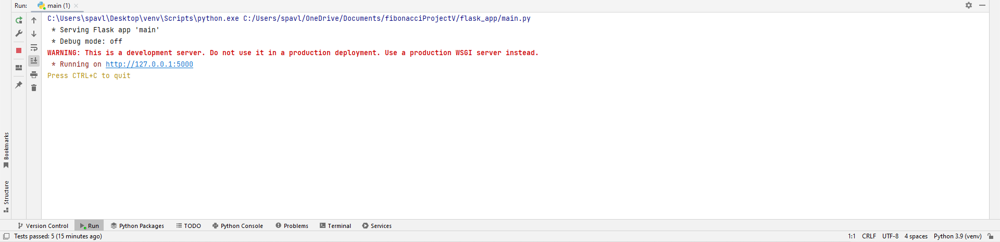 Run: main (1)
C:\Users\spavl\Desktop\venv\Scripts\python.exe C:/Users/spavl/OneDrive/Documents/fibonacciProjectV/flask_app/main.py
* Serving Flask app 'main'
* Debug mode: off
WARNING: This is a development server. Do not use it in a production deployment. Use a production WSGI server instead.
* Running on http://127.0.0.1:5000
Press CTRL+C to quit
Bookmarks
Structure
Version Control Run Python Packages TODO Python Console Problems Terminal Services
Tests passed: 5 (15 minutes ago) 1:1 CRLF UTF-8 4 spaces Python 3.9 (venv)